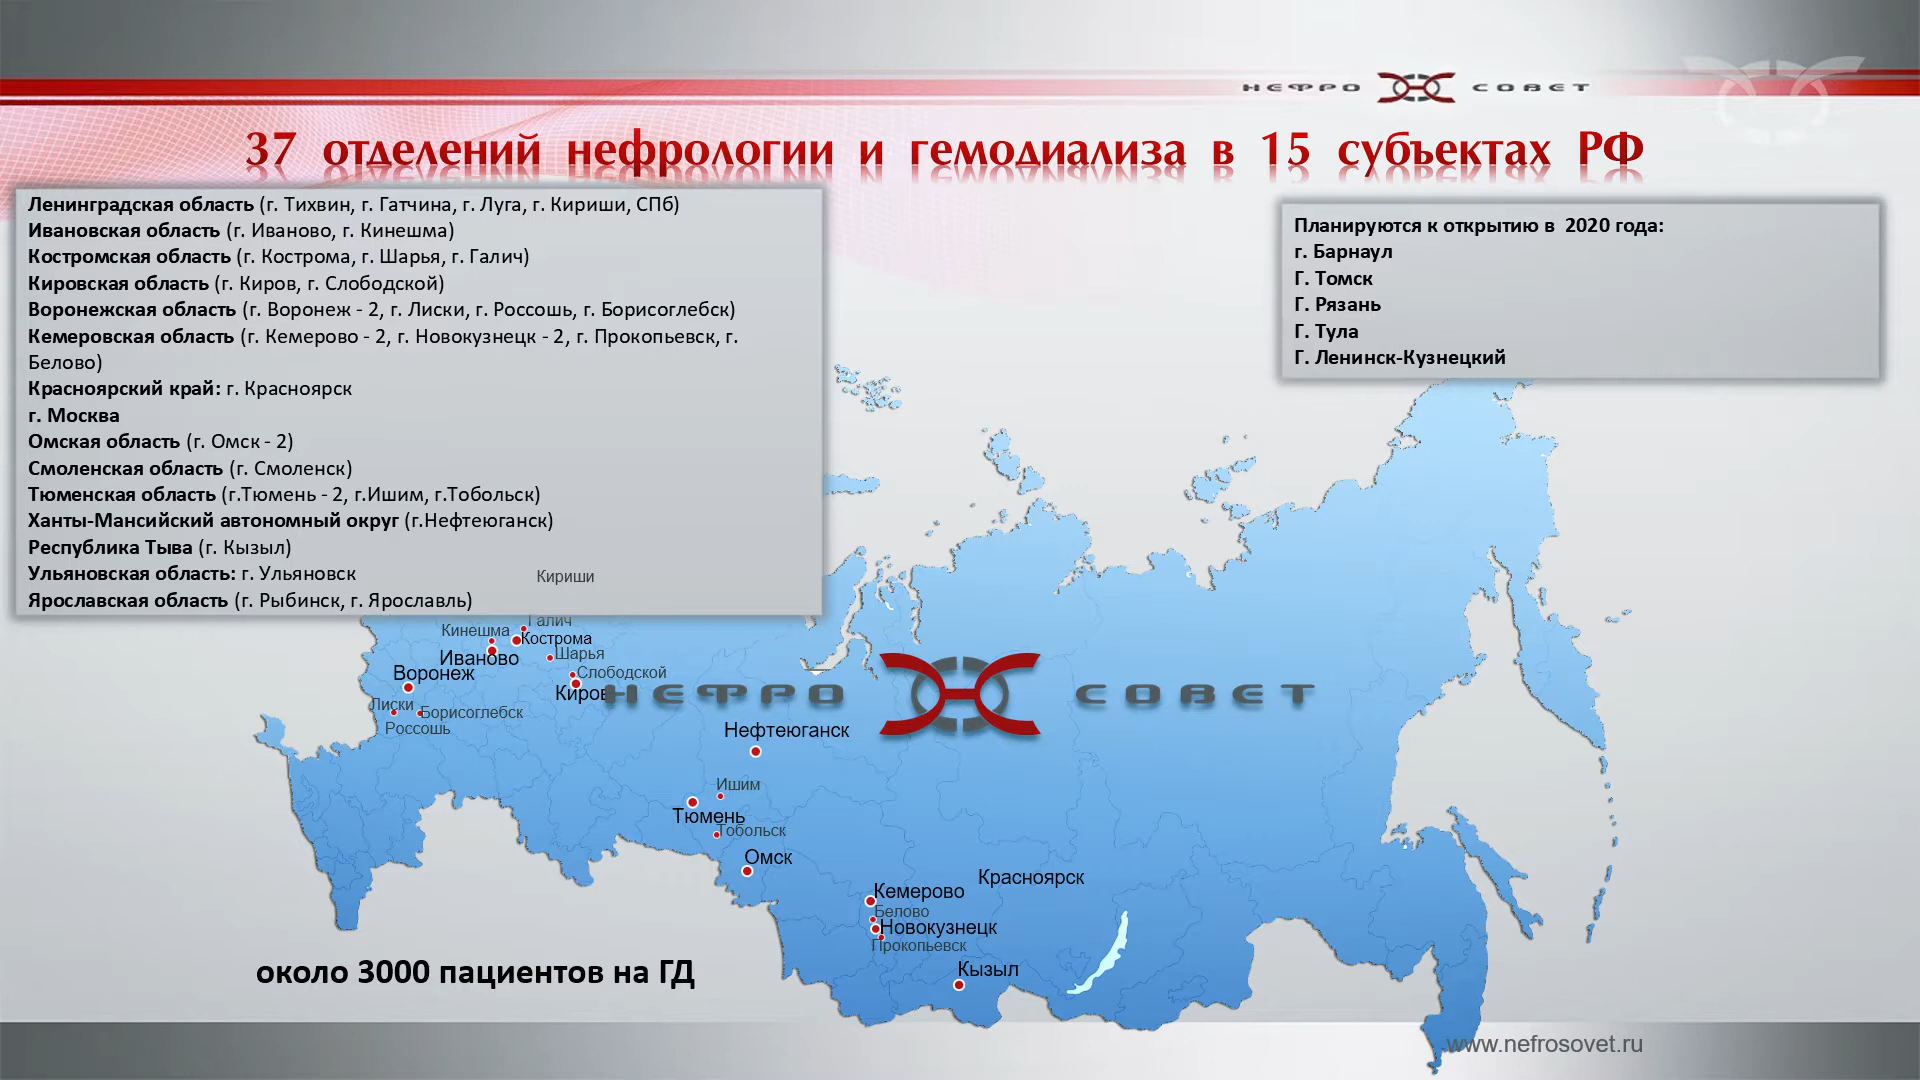 НЕФРО СОВЕТ
37 отделений нефрологии и гемодиализа в 15 субъектах РФ
Ленинградская область (г. Тихвин, г. Гатчина, г. Луга, г. Кириши, СПб)
Ивановская область (г. Иваново, г. Кинешма)
Костромская область (г. Кострома, г. Шарья, г. Галич)
Кировская область (г. Киров, г. Слободской)
Воронежская область (г. Воронеж - 2, г. Лиски, г. Россошь, г. Борисоглебск)
Кемеровская область (г. Кемерово - 2, г. Новокузнецк - 2, г. Прокопьевск, г.
Белово)
Красноярский край: г. Красноярск
г. Москва
Омская область (г. Омск - 2)
Смоленская область (г. Смоленск)
Тюменская область (г.Тюмень - 2, г.Ишим, г.Тобольск)
Ханты-Мансийский автономный округ (г.Нефтеюганск)
Республика Тыва (г. Кызыл)
Ульяновская область: г. Ульяновск
Ярославская область (г. Рыбинск, г. Ярославль)
Планируются к открытию в 2020 года:
г. Барнаул
Г. Томск
Г. Рязань
Г. Тула
Г. Ленинск-Кузнецкий
Кириши
Галич
Кинешма
Кострома
Шарья
Иваново
Слободской
Воронеж
Киров
НЕФРО СОВЕТ
Лиски
Борисоглебск
Россошь
Нефтеюганск
Ишим
Тюмень
Тобольск
Омск
Красноярск
Кемерово
Белово
Новокузнецк
Прокопьевск
Кызыл
около 3000 пациентов на ГД
www.nefrosovet.ru